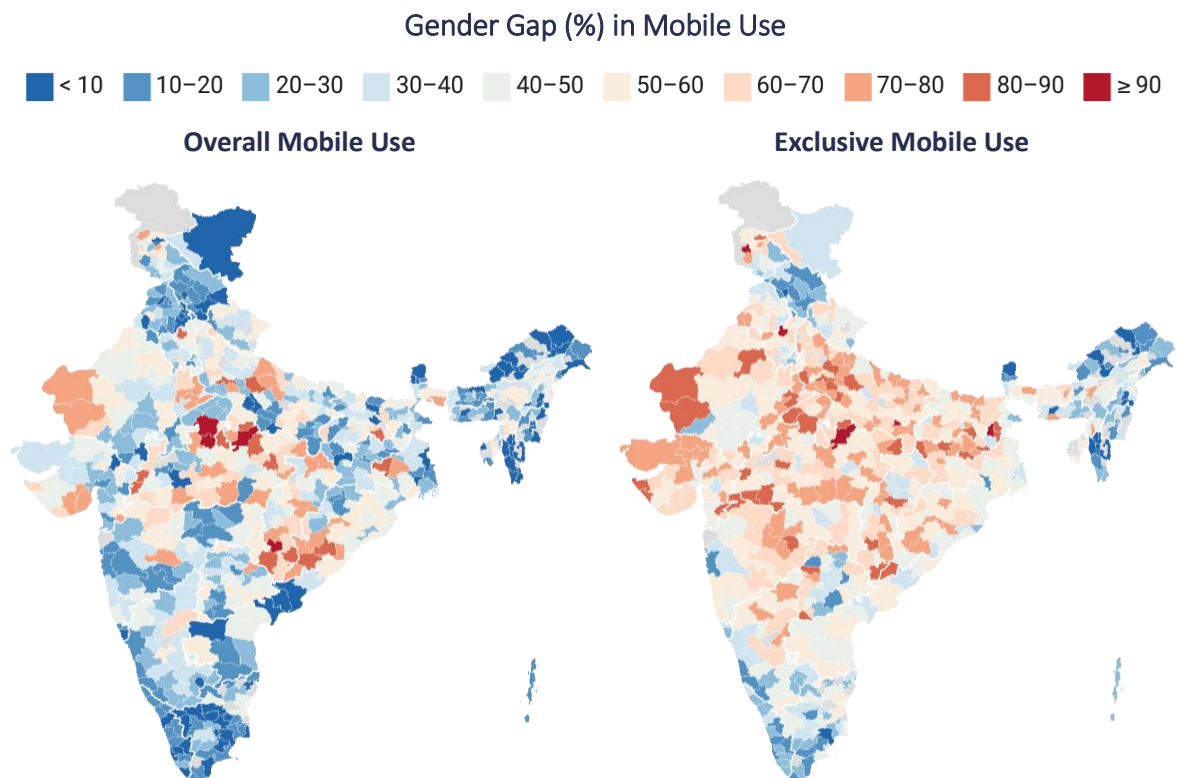 Gender Gap (%) in Mobile Use
< 10 10–20 20–30 30–40 40–50 50–60 60–70 70–80 80–90 ≥ 90
Overall Mobile Use
Exclusive Mobile Use